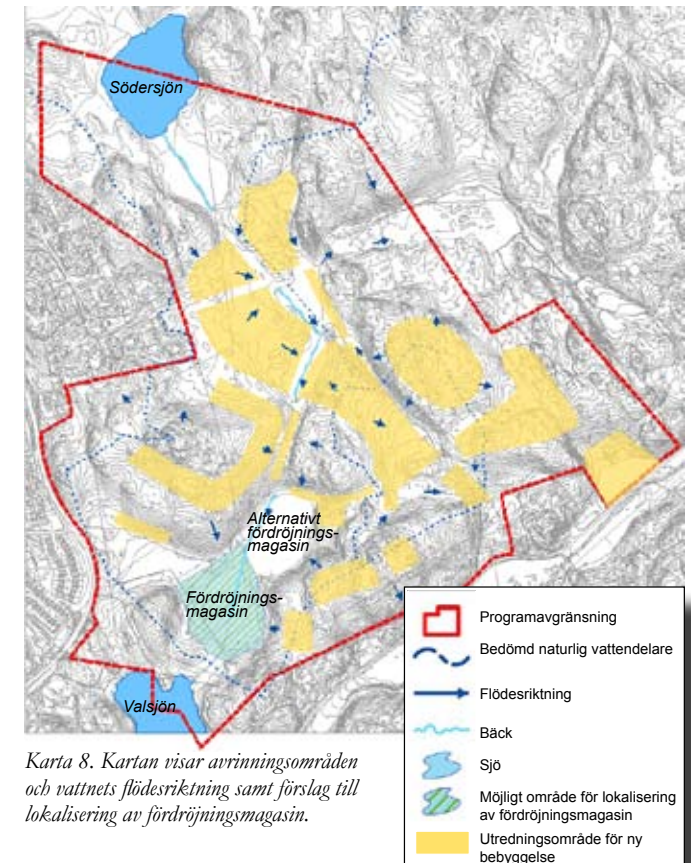 Södersjön
Alternativt
fördröjnings-
magasin
Fördröjnings-
magasin
Valsjön
Programavgränsning
Bedömd naturlig vattendelare
Flödesriktning
Bäck
Sjö
Möjligt område för lokalisering
av fördröjningsmagasin
Utredningsområde för ny
bebyggelse
Karta 8. Kartan visar avrinningsområden
och vattnets flödesriktning samt förslag till
lokalisering av fördröjningsmagasin.